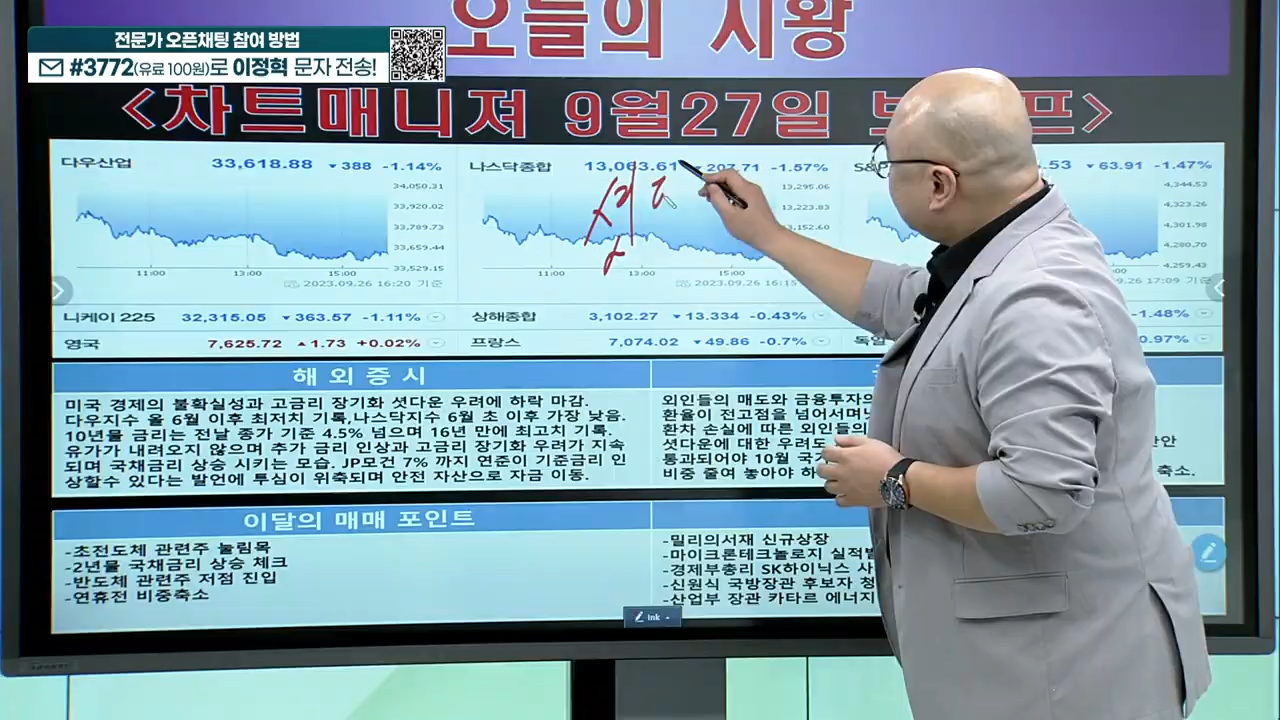 전문가 오픈채팅 참여 방법
#3772(유료 100원)로 이정혁 문자 전송!
오늘의 시황
<차트매니져 9월27일 브 프>
다우산업 33,618.88 ▼388 -1.14%
34,050.31
33,920.02
33,789.73
33,659.44
33,529.15
11:00 13:00 15:00
2023.09.26 16:20 기준
나스닥종합 13,063.61 207.71 -1.57%
13,295.06
13,223.83
13,152.60
11:00 13:00 15:00
2023.09.26 16:15
S&P .53 ▼63.91 -1.47%
4,344.53
4,323.26
4,301.98
4,280.70
4,259.43
:00 15:00
09.26 17:09 기준
니케이 225 32,315.05 ▼363.57 -1.11%
상해종합 3,102.27 ▼13.334 -0.43%
-1.48%
영국 7,625.72 ▲1.73 +0.02%
프랑스 7,074.02 ▼49.86 -0.7%
독일 0.97%
해 외 증 시
미국 경제의 불확실성과 고금리 장기화 셧다운 우려에 하락 마감.
다우지수 올 6월 이후 최저치 기록,나스닥지수 6월 초 이후 가장 낮음.
10년물 금리는 전날 종가 기준 4.5% 넘으며 16년 만에 최고치 기록.
유가가 내려오지 않으며 추가 금리 인상과 고금리 장기화 우려가 지속
되며 국채금리 상승 시키는 모습. JP모건 7% 까지 연준이 기준금리 인
상할수 있다는 발언에 투심이 위축되며 안전 자산으로 자금 이동.
외인들의 매도와 금융투자의
환율이 전고점을 넘어서며
환차 손실에 따른 외인들의
셧다운에 대한 우려도
통과되어야 10월 국
비중 줄여 놓아야 하 축소.
이달의 매매 포인트
-초전도체 관련주 눌림목
-2년물 국채금리 상승 체크
-반도체 관련주 저점 진입
-연휴전 비중축소
-밀리의서재 신규상장
-마이크론테크놀로지 실적발
-경제부총리 SK하이닉스 사
-신원식 국방장관 후보자 청
-산업부 장관 카타르 에너지
Ink